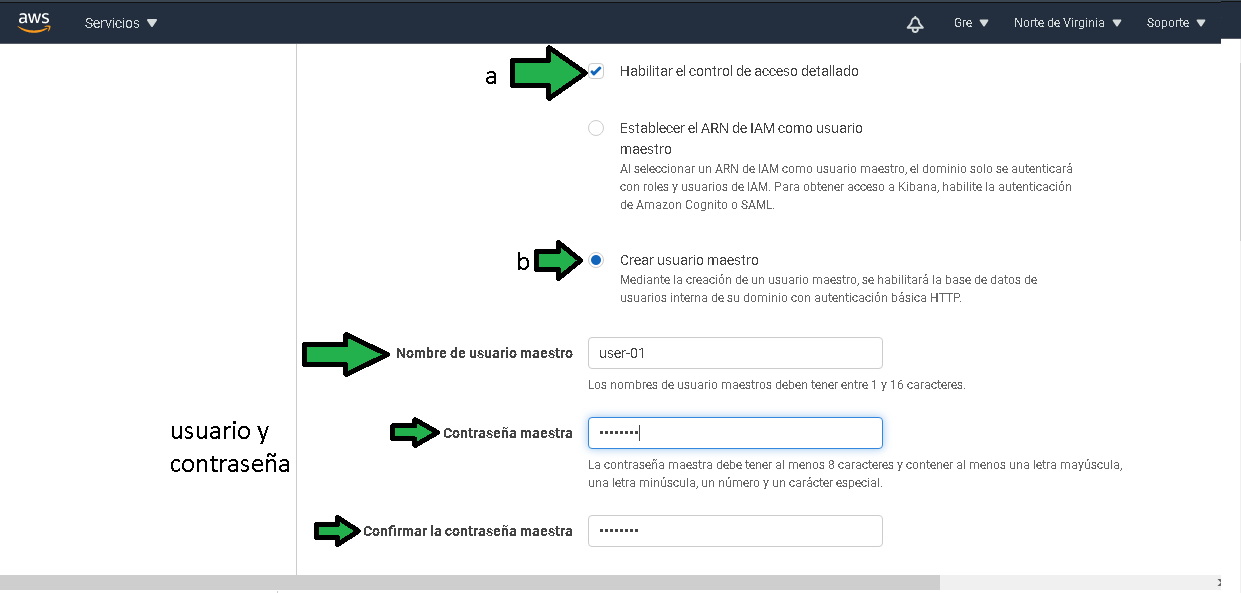 aws
Servicios
Gre
Norte de Virginia
Soporte
a
Habilitar el control de acceso detallado
Establecer el ARN de IAM como usuario
maestro
Al seleccionar un ARN de IAM como usuario maestro, el dominio solo se autenticará
con roles y usuarios de IAM. Para obtener acceso a Kibana, habilite la autenticación
de Amazon Cognito o SAML.
b
Crear usuario maestro
Mediante la creación de un usuario maestro, se habilitará la base de datos de
usuarios interna de su dominio con autenticación básica HTTP.
Nombre de usuario maestro
user-01
Los nombres de usuario maestros deben tener entre 1 y 16 caracteres.
usuario y
contraseña
Contraseña maestra
••••••••
La contraseña maestra debe tener al menos 8 caracteres y contener al menos una letra mayúscula,
una letra minúscula, un número y un carácter especial.
Confirmar la contraseña maestra
••••••••